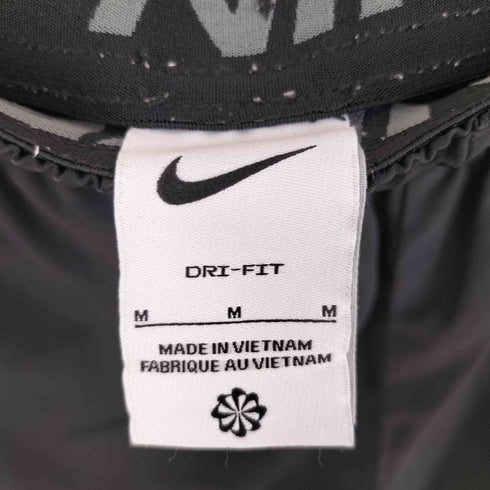 DRI-FIT
M M M
MADE IN VIETNAM
FABRIQUE AU VIETNAM